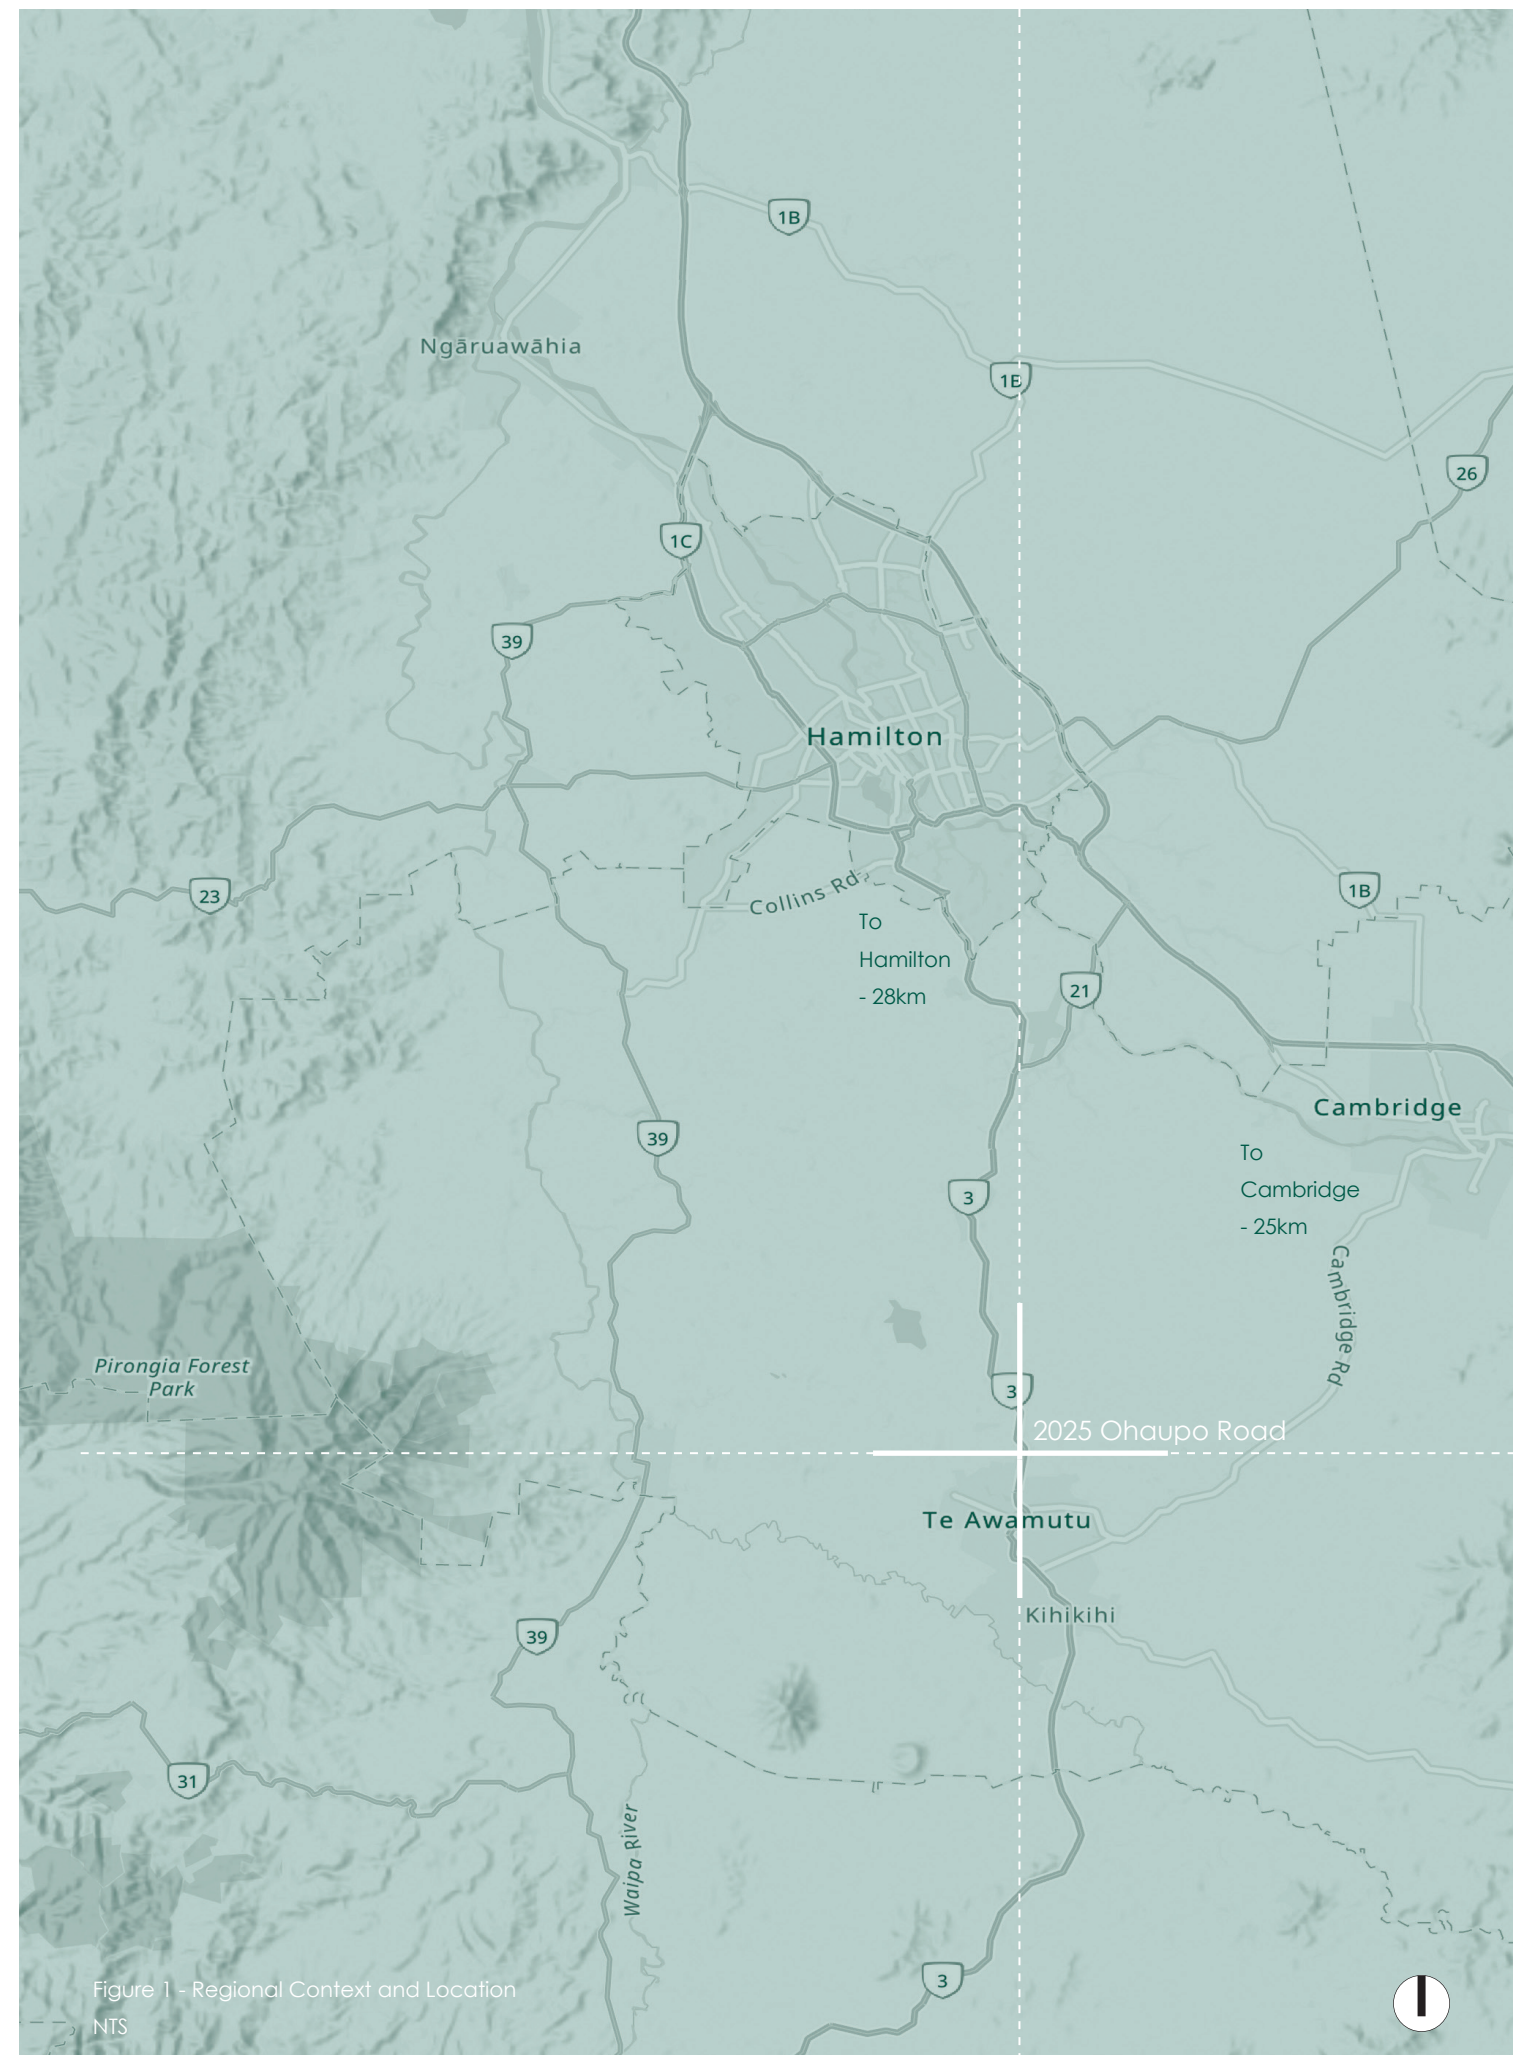 1B
Ngāruawāhia
1B
26
1C
39
Hamilton
23
Collins Rd
1B
To
Hamilton
- 28km
21
Cambridge
39
To
Cambridge
- 25km
3
Cambridge Rd
Pirongia Forest
Park
3
2025 Ohaupo Road
Te Awamutu
Kihikihi
39
31
Waipa River
3
Figure 1 - Regional Context and Location
NTS